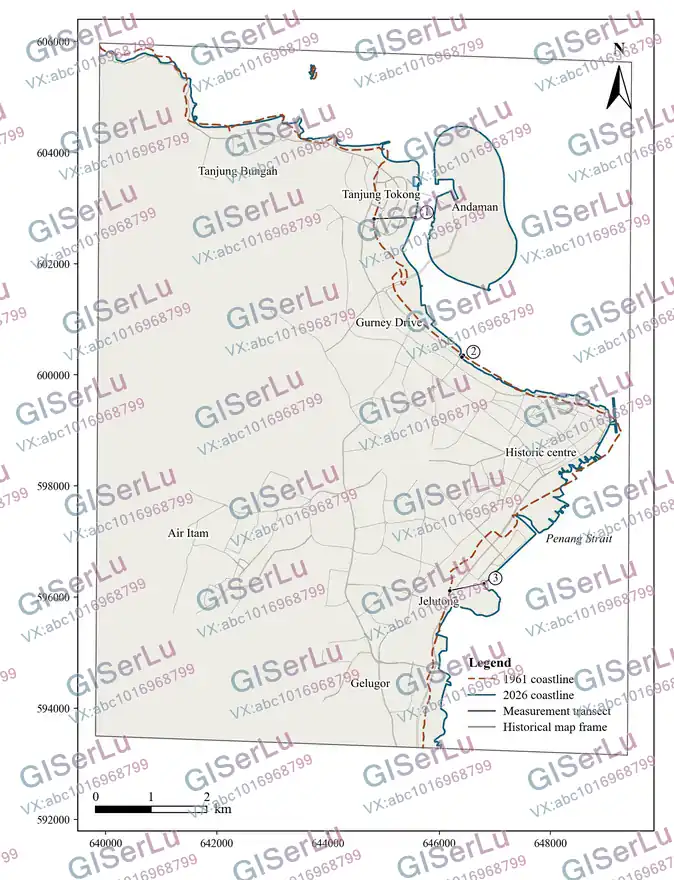 606000
N
604000
Tanjung Bungah
Tanjung Tokong
1
Andaman
602000
Gurney Drive
2
600000
Historic centre
598000
Air Itam
Penang Strait
3
596000
Jelutong
Legend
1961 coastline
2026 coastline
Measurement transect
Historical map frame
Gelugor
594000
0 1 2 km
592000
640000 642000 644000 646000 648000
GISerLu
VX:abc1016968799